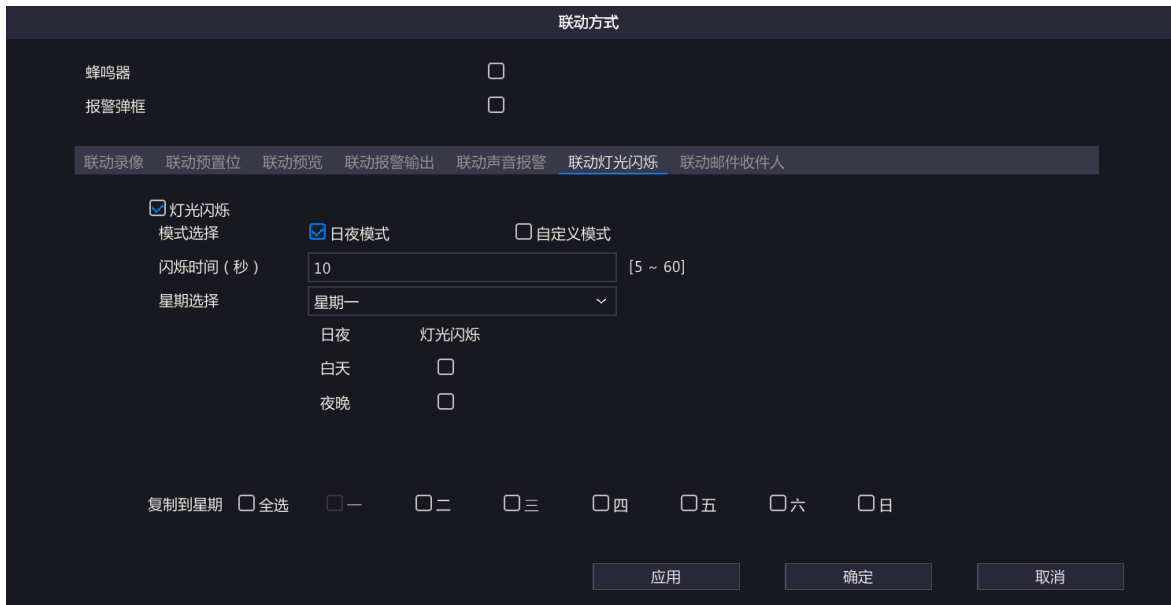 联动方式
蜂鸣器
报警弹框
联动录像 联动预置位 联动预览 联动报警输出 联动声音报警 联动灯光闪烁 联动邮件收件人
灯光闪烁
模式选择 日夜模式 自定义模式
闪烁时间(秒) 10 [5 ~ 60]
星期选择 星期一
日夜 灯光闪烁
白天
夜晚
复制到星期 全选 一 二 三 四 五 六 日
应用 确定 取消